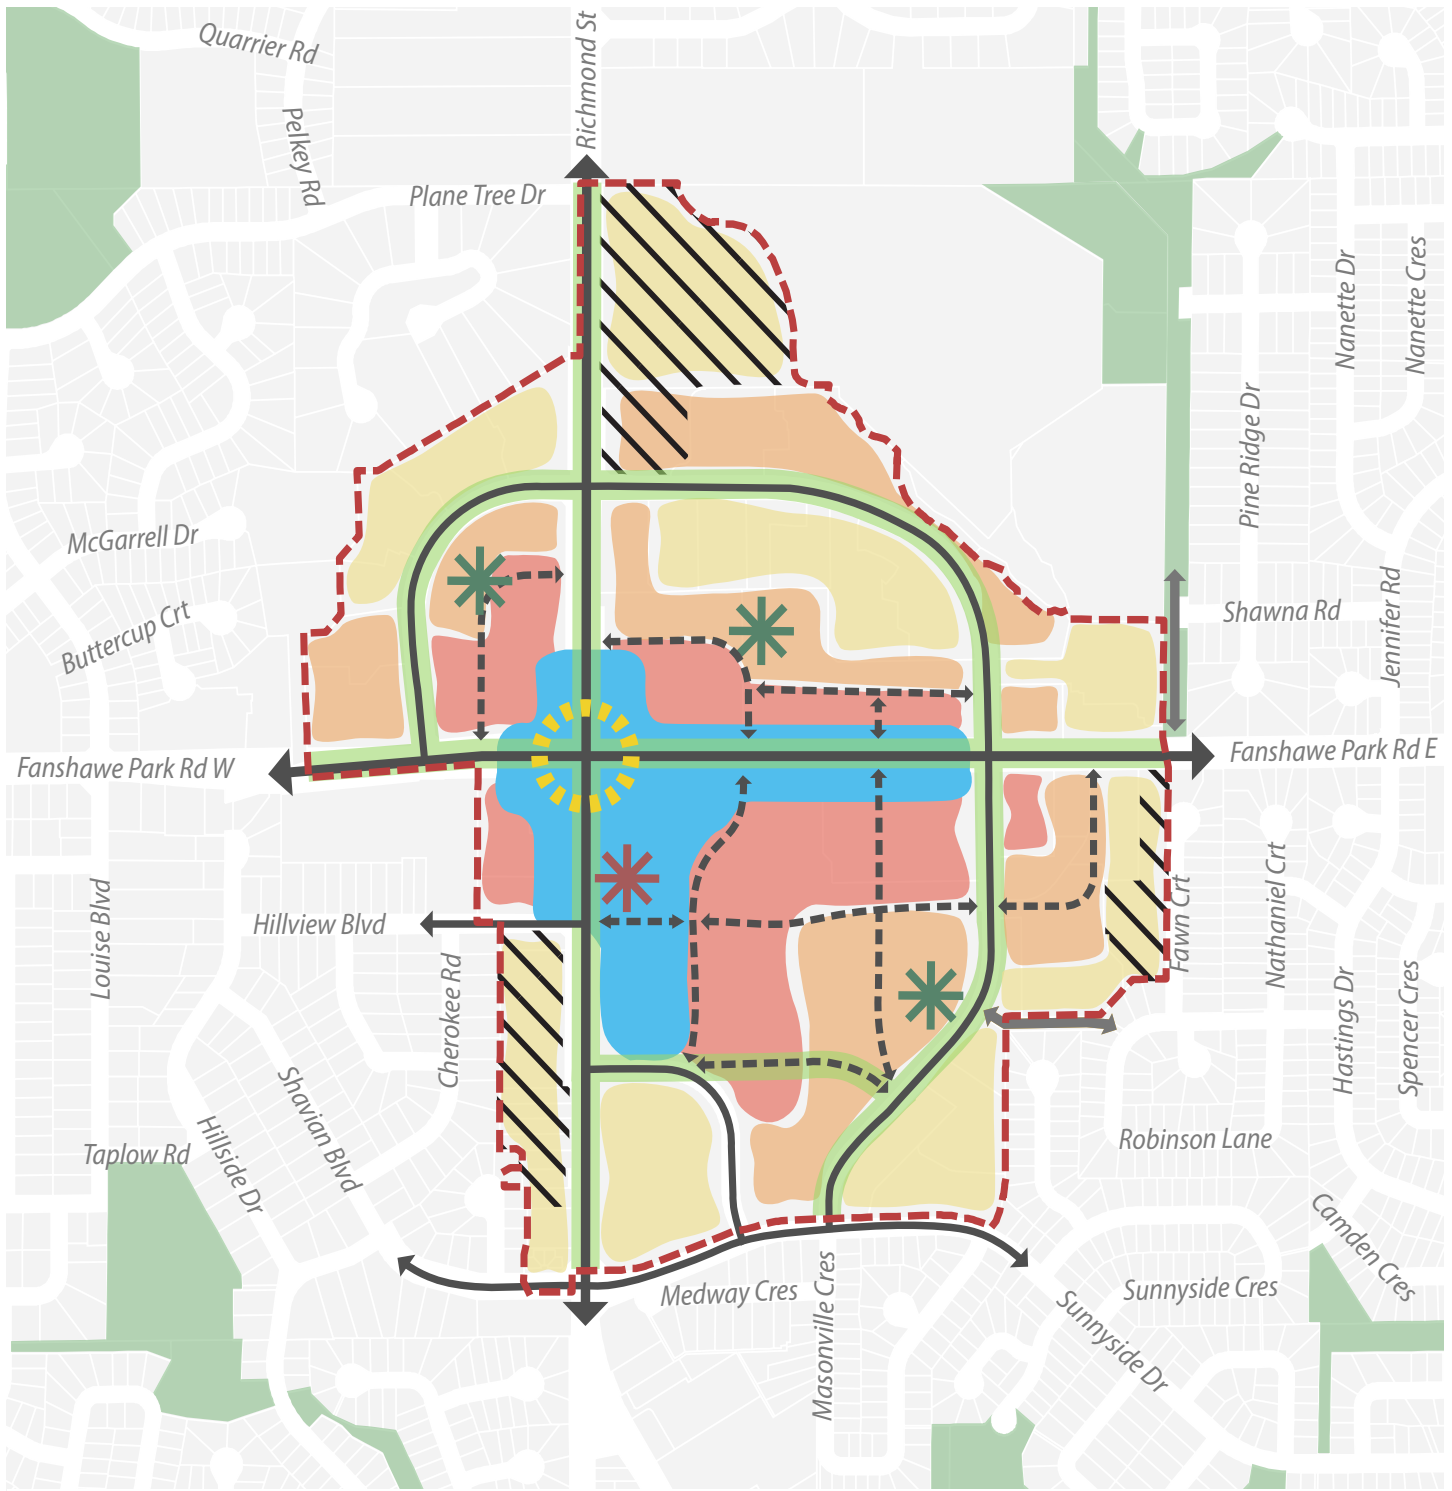 Quarrier Rd
Richmond St
Pelkey Rd
Plane Tree Dr
Nanette Dr
Nanette Cres
Pine Ridge Dr
McGarrell Dr
Buttercup Crt
Shawna Rd
Jennifer Rd
Fanshawe Park Rd W
Fanshawe Park Rd E
Louise Blvd
Hillview Blvd
Cherokee Rd
Fawn Crt
Nathaniel Crt
Hastings Dr
Spencer Cres
Shavian Blvd
Hillside Dr
Taplow Rd
Robinson Lane
Camden Cres
Medway Cres
Masonville Cres
Sunnyside Cres
Sunnyside Dr